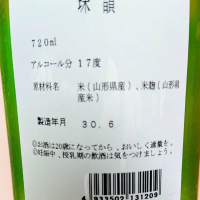 720ml
アルコール分 17度
原材料名 米(山形県産)、米麹(山形県
産米)
製造年月 30.6
◎お酒は20歳になってから、おいしく適量を。
◎妊娠中、授乳期の飲酒は気をつけましょう。
4933502131209